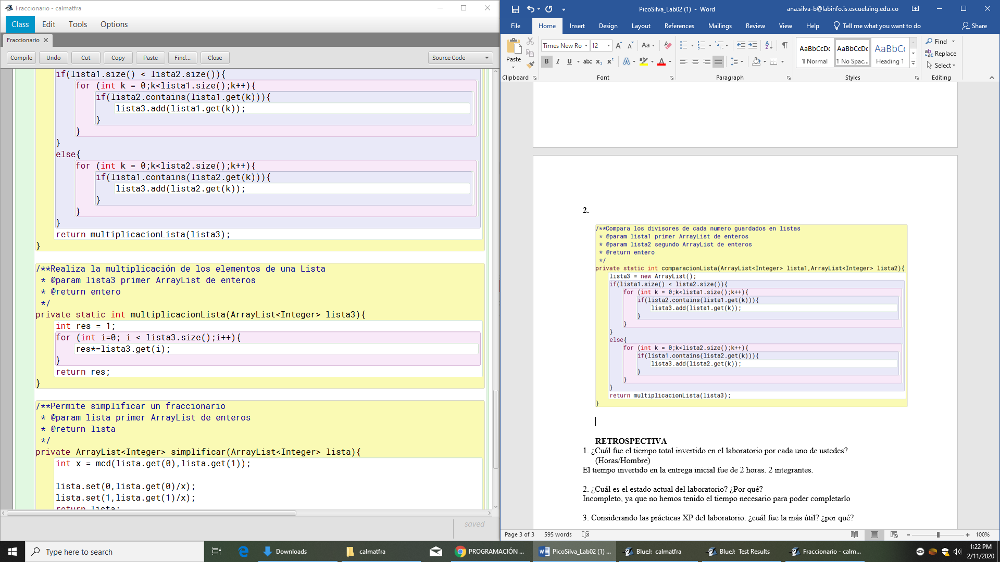 Fraccionario - calmatfra
Class Edit Tools Options
Fraccionario
Compile Undo Cut Copy Paste Find... Close Source Code
if(lista1.size() < lista2.size()){
for (int k = 0;k<lista1.size();k++){
if(lista2.contains(lista1.get(k))){
lista3.add(lista1.get(k));
}
}
}
else{
for (int k = 0;k<lista2.size();k++){
if(lista1.contains(lista2.get(k))){
lista3.add(lista2.get(k));
}
}
}
return multiplicacionLista(lista3);
}
/**Realiza la multiplicación de los elementos de una Lista
* @param lista3 primer ArrayList de enteros
* @return entero
*/
private static int multiplicacionLista(ArrayList<Integer> lista3){
int res = 1;
for (int i=0; i < lista3.size();i++){
res*=lista3.get(i);
}
return res;
}
/**Permite simplificar un fraccionario
* @param lista primer ArrayList de enteros
* @return lista
*/
private ArrayList<Integer> simplificar(ArrayList<Integer> lista){
int x = mcd(lista.get(0),lista.get(1));
lista.set(0,lista.get(0)/x);
lista.set(1,lista.get(1)/x);
return lista;
saved
PicoSilva_Lab02 (1) - Word
ana.silva-b@labinfo.is.escuelaing.edu.co
File Home Insert Design Layout References Mailings Review View Help Tell me what you want to do Share
Paste
Times New Ro 12
Aa
B I U abc x₂ x² A A
AaBbCcDc AaBbCcDc AaBbCc
¶ Normal ¶ No Spac... Heading 1
Find
Replace
Select
Clipboard Font Paragraph Styles Editing
2.
/**Compara los divisores de cada numero guardados en listas
* @param lista1 primer ArrayList de enteros
* @param lista2 segundo ArrayList de enteros
* @return entero
*/
private static int comparacionLista(ArrayList<Integer> lista1,ArrayList<Integer> lista2){
lista3 = new ArrayList();
if(lista1.size() < lista2.size()){
for (int k = 0;k<lista1.size();k++){
if(lista2.contains(lista1.get(k))){
lista3.add(lista1.get(k));
}
}
}
else{
for (int k = 0;k<lista2.size();k++){
if(lista1.contains(lista2.get(k))){
lista3.add(lista2.get(k));
}
}
}
return multiplicacionLista(lista3);
}
RETROSPECTIVA
1. ¿Cuál fue el tiempo total invertido en el laboratorio por cada uno de ustedes?
(Horas/Hombre)
El tiempo invertido en la entrega inicial fue de 2 horas. 2 integrantes.
2. ¿Cuál es el estado actual del laboratorio? ¿Por qué?
Incompleto, ya que no hemos tenido el tiempo necesario para poder completarlo
3. Considerando las prácticas XP del laboratorio. ¿cuál fue la más útil? ¿por qué?
Page 3 of 3 595 words 100%
Type here to search
Downloads
calmatfra
PROGRAMACIÓN ...
PicoSilva_Lab02 (1) ...
BlueJ: calmatfra
BlueJ: Test Results
Fraccionario - calm...
1:22 PM
2/11/2020